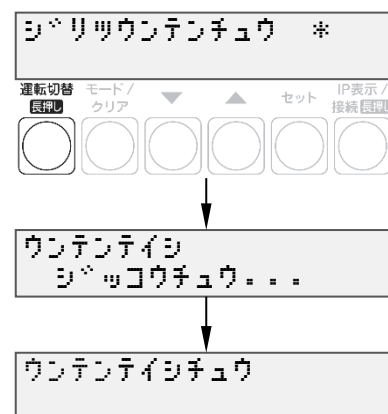 ジリツウンテンチュウ *
運転切替 モード/ ▼ ▲ セット IP表示/
長押し クリア 接続 長押し
ウンテンテイシ
ジッコウチュウ...
ウンテンテイシチュウ